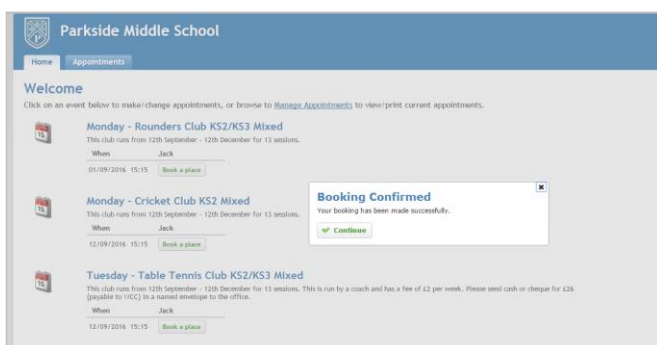 Parkside Middle School
Home Appointments
Welcome
Click on an event below to make/change appointments, or browse to Manage Appointments to view/print current appointments.
Monday - Rounders Club KS2/KS3 Mixed
This club runs from 12th September - 12th December for 13 sessions.
When Jack
01/09/2016 15:15 Book a place
Monday - Cricket Club KS2 Mixed
This club runs from 12th September - 12th December for 13 sessions.
When Jack
12/09/2016 15:15 Book a place
Booking Confirmed
Your booking has been made successfully.
Continue
Tuesday - Table Tennis Club KS2/KS3 Mixed
This club runs from 12th September - 12th December for 13 sessions. This is run by a coach and has a fee of £2 per week. Please send cash or cheque for £26
(payable to WCC) in a named envelope to the office.
When Jack
12/09/2016 15:15 Book a place